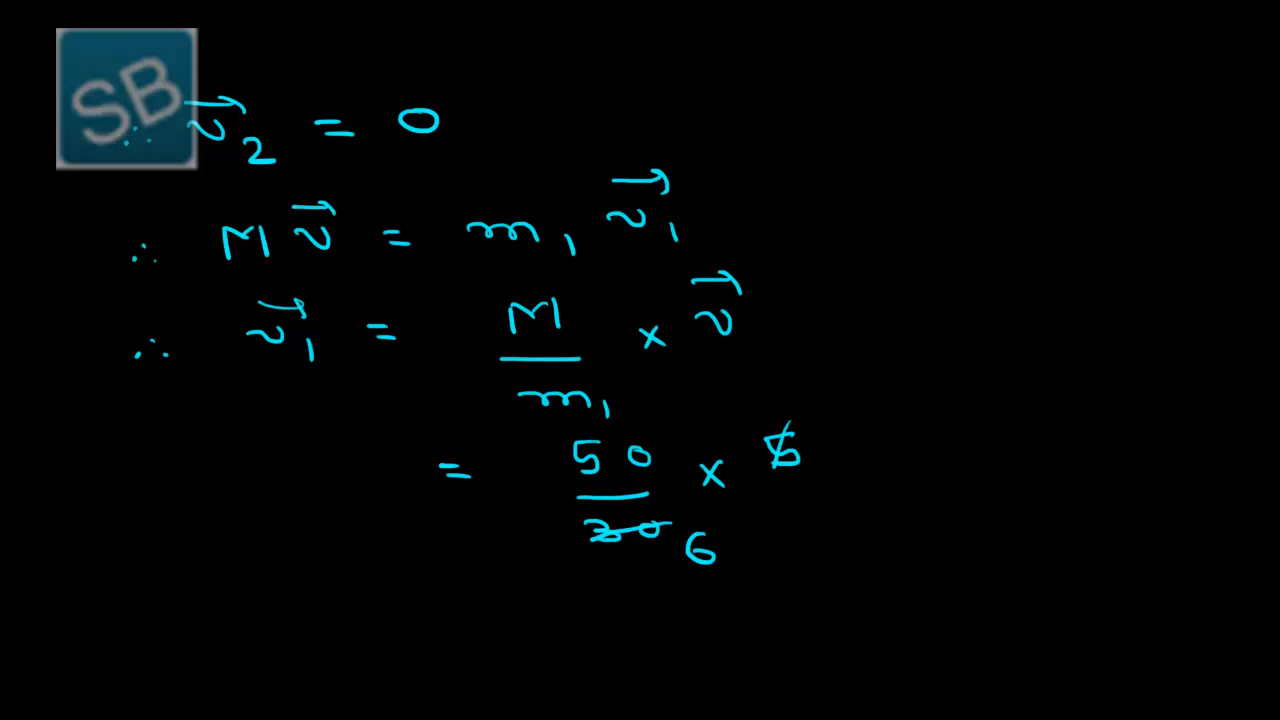 SB
∴ v⃗₂ = 0
∴ M v⃗ = m₁ v⃗₁
∴ v⃗₁ = M/m₁ × v⃗
= 50/30 × 5
6